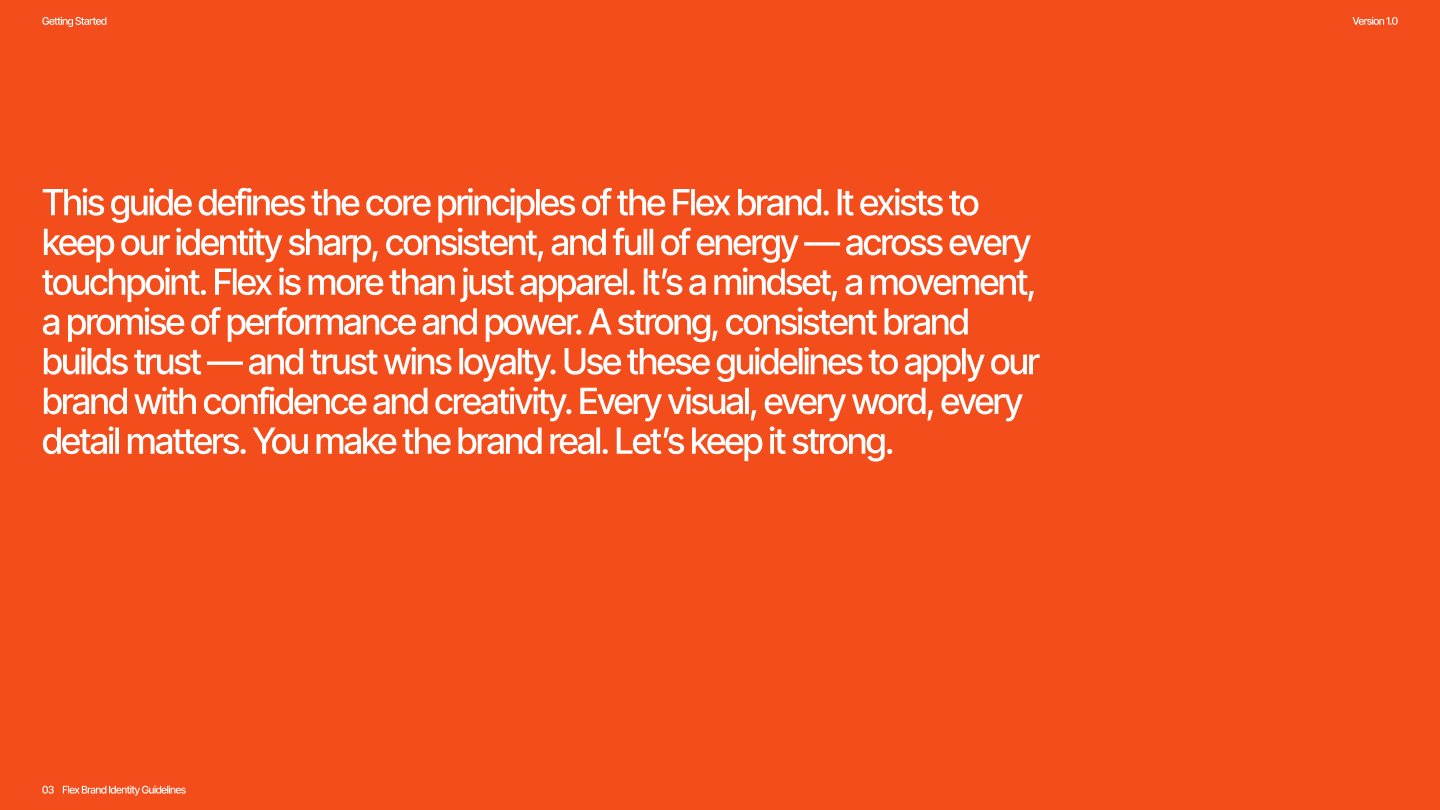 Getting Started
Version 1.0
This guide defines the core principles of the Flex brand. It exists to
keep our identity sharp, consistent, and full of energy — across every
touchpoint. Flex is more than just apparel. It’s a mindset, a movement,
a promise of performance and power. A strong, consistent brand
builds trust — and trust wins loyalty. Use these guidelines to apply our
brand with confidence and creativity. Every visual, every word, every
detail matters. You make the brand real. Let’s keep it strong.
03 Flex Brand Identity Guidelines